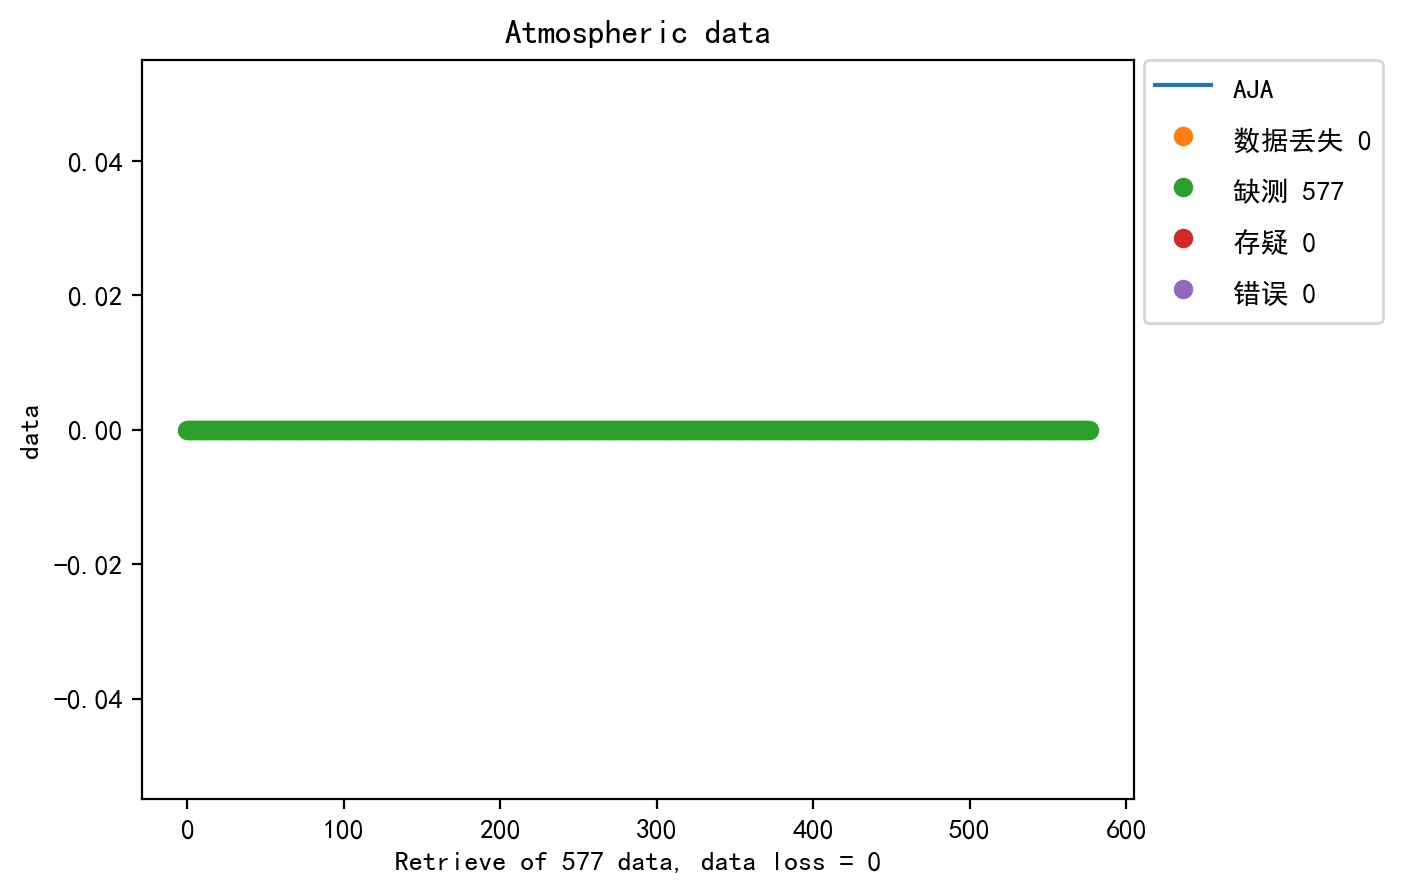 Atmospheric data
AJA
数据丢失 0
缺测 577
存疑 0
错误 0
0.04
0.02
0.00
-0.02
-0.04
data
0 100 200 300 400 500 600
Retrieve of 577 data, data loss = 0